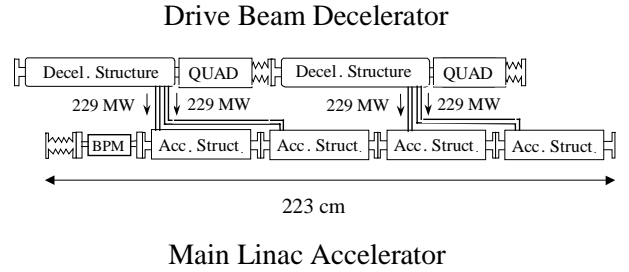 Drive Beam Decelerator
Decel. Structure QUAD Decel. Structure QUAD
229 MW 229 MW 229 MW 229 MW
BPM Acc. Struct. Acc. Struct. Acc. Struct. Acc. Struct.
223 cm
Main Linac Accelerator